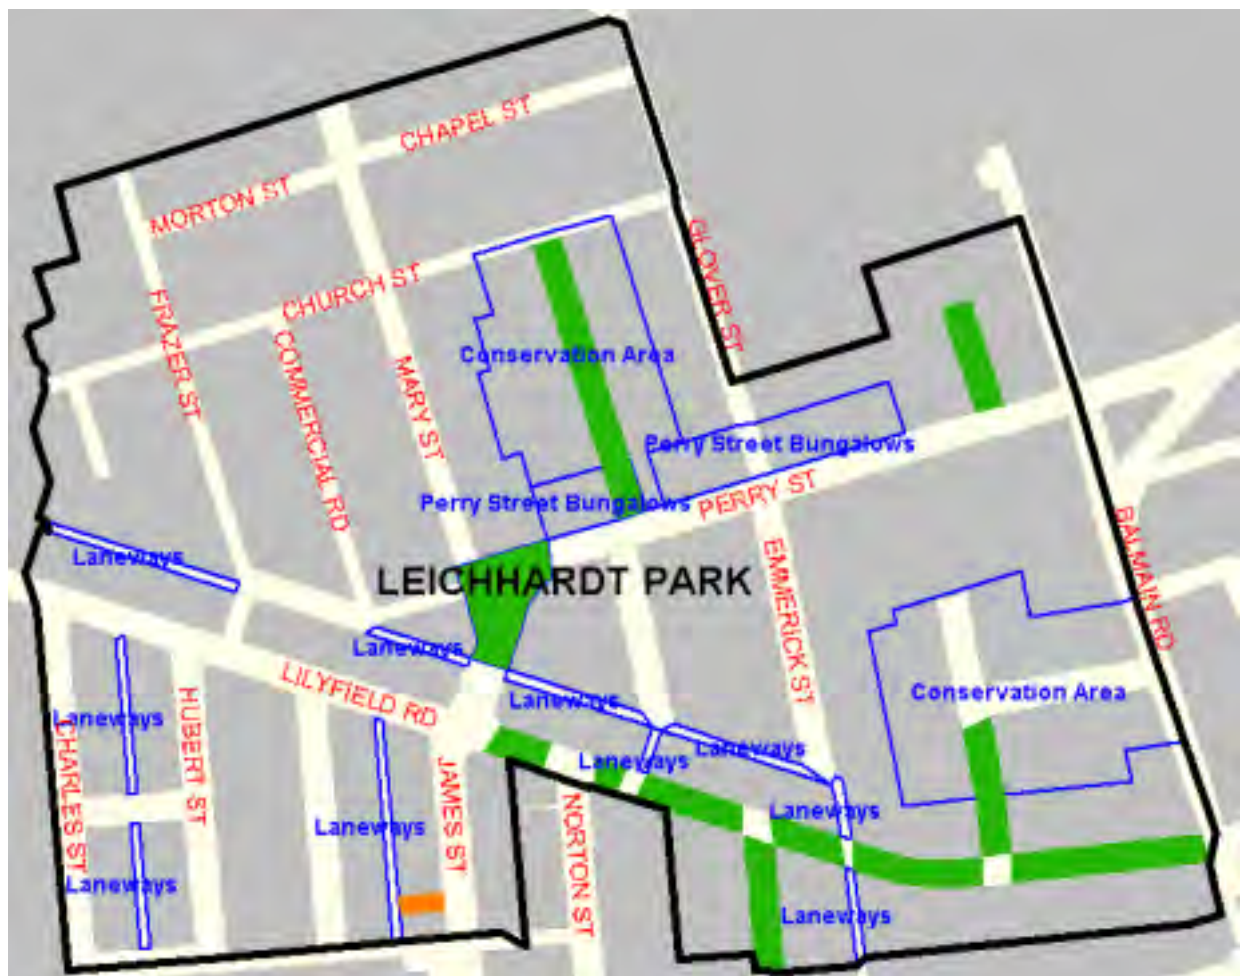 CHAPEL ST
MORTON ST
GLOVER ST
CHURCH ST
FRAZER ST
COMMERCIAL RD
MARY ST
Conservation Area
Perry Street Bungalows
Perry Street Bungalows
PERRY ST
BALMAIN RD
EMMERICK ST
Laneways
LEICHHARDT PARK
Laneways
LILYFIELD RD
Laneways
Conservation Area
Laneways
HUBERT ST
CHARLES ST
Laneways
Laneways
JAMES ST
NORTON ST
Laneways
Laneways
Laneways
Laneways